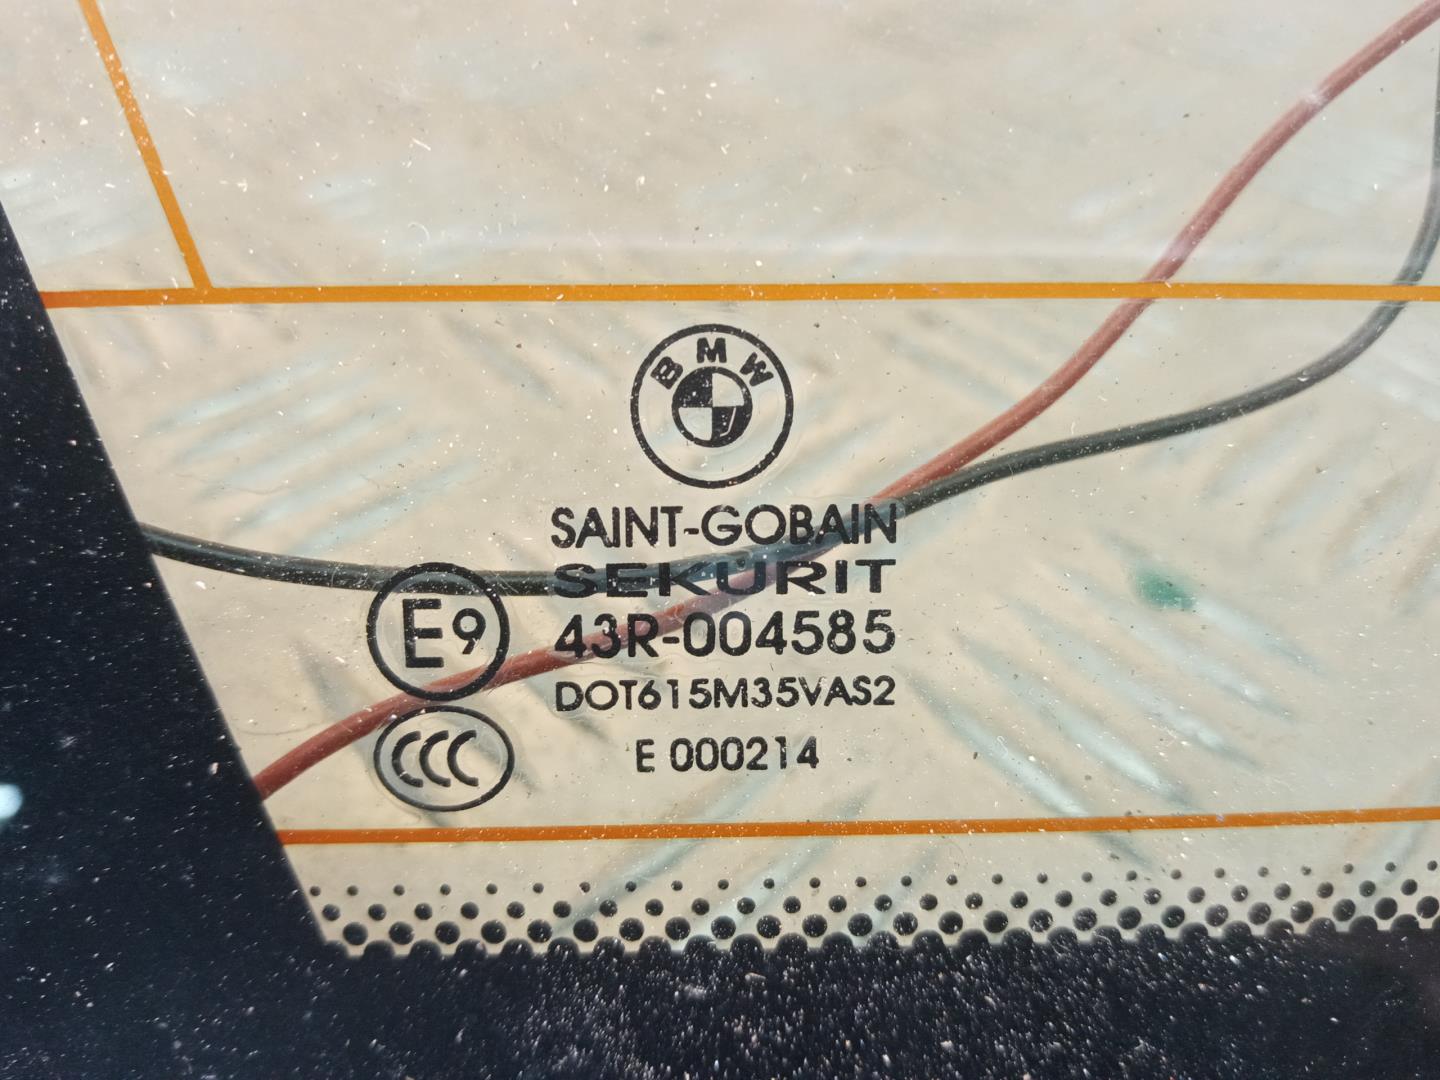 BMW
SAINT-GOBAIN
SEKURIT
E9
43R-004585
DOT615M35VAS2
CCC
E 000214